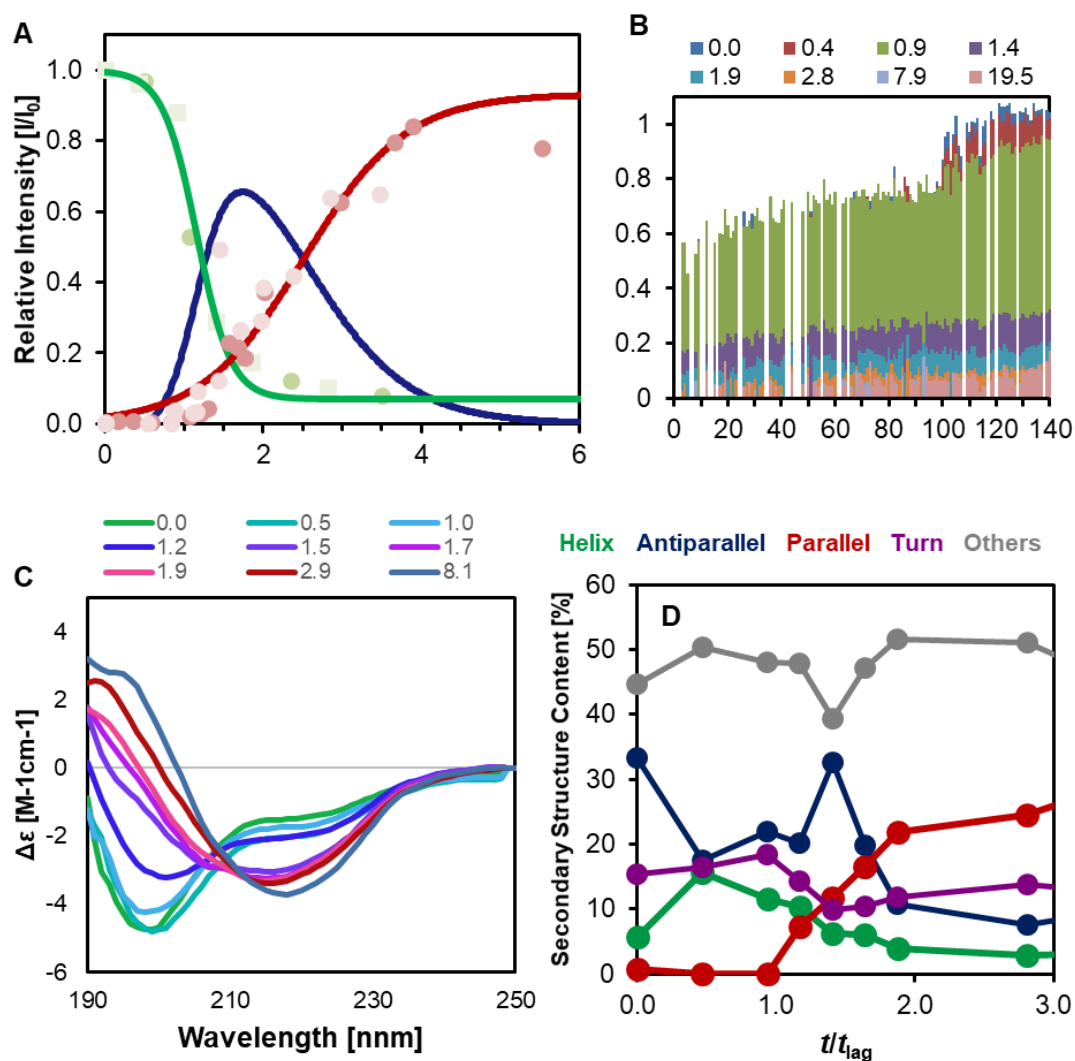 A
Relative Intensity [I/I0]
1.0
0.8
0.6
0.4
0.2
0.0
0 2 4 6
B
0.0 0.4 0.9 1.4
1.9 2.8 7.9 19.5
1
0.8
0.6
0.4
0.2
0
0 20 40 60 80 100 120 140
0.0 0.5 1.0
1.2 1.5 1.7
1.9 2.9 8.1
C
Δε [M-1cm-1]
4
2
0
-2
-4
-6
190 210 230 250
Wavelength [nnm]
Helix Antiparallel Parallel Turn Others
D
Secondary Structure Content [%]
60
50
40
30
20
10
0
0.0 1.0 2.0 3.0
t/tlag